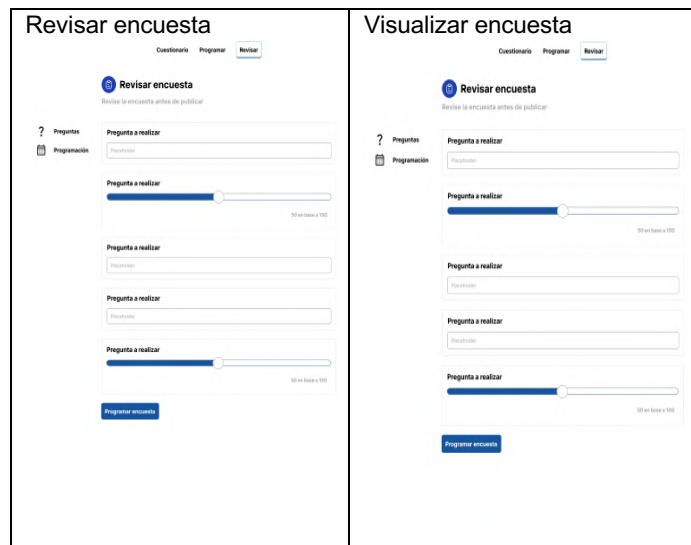 Revisar encuesta
Cuestionario Programar Revisar
Revisar encuesta
Revise la encuesta antes de publicar
Preguntas
Programación
Pregunta a realizar
Placeholder
Pregunta a realizar
50 en base a 100
Pregunta a realizar
Placeholder
Pregunta a realizar
Placeholder
Pregunta a realizar
50 en base a 100
Programar encuesta
Visualizar encuesta
Cuestionario Programar Revisar
Revisar encuesta
Revise la encuesta antes de publicar
Preguntas
Programación
Pregunta a realizar
Placeholder
Pregunta a realizar
50 en base a 100
Pregunta a realizar
Placeholder
Pregunta a realizar
Placeholder
Pregunta a realizar
50 en base a 100
Programar encuesta